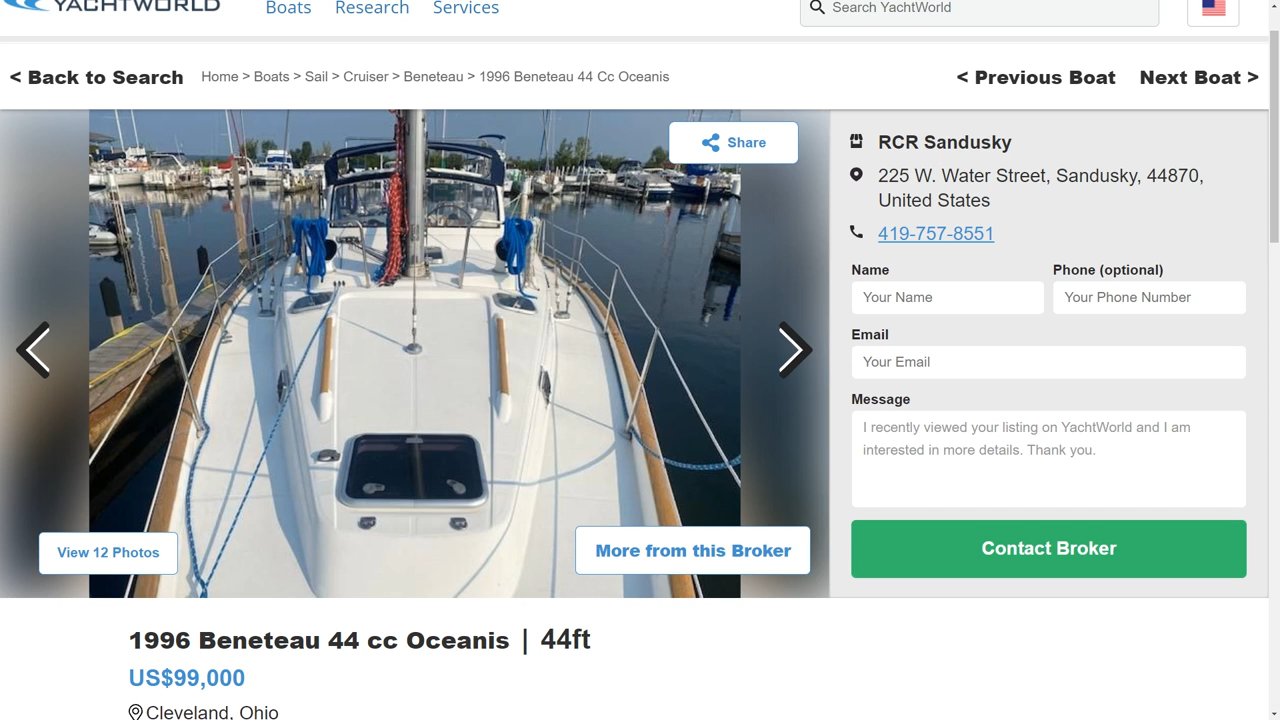 YACHTWORLD
Boats
Research
Services
Search YachtWorld
< Back to Search
Home > Boats > Sail > Cruiser > Beneteau > 1996 Beneteau 44 Cc Oceanis
< Previous Boat
Next Boat >
Share
View 12 Photos
More from this Broker
RCR Sandusky
225 W. Water Street, Sandusky, 44870,
United States
419-757-8551
Name
Phone (optional)
Your Name
Your Phone Number
Email
Your Email
Message
I recently viewed your listing on YachtWorld and I am
interested in more details. Thank you.
Contact Broker
1996 Beneteau 44 cc Oceanis | 44ft
US$99,000
Cleveland, Ohio